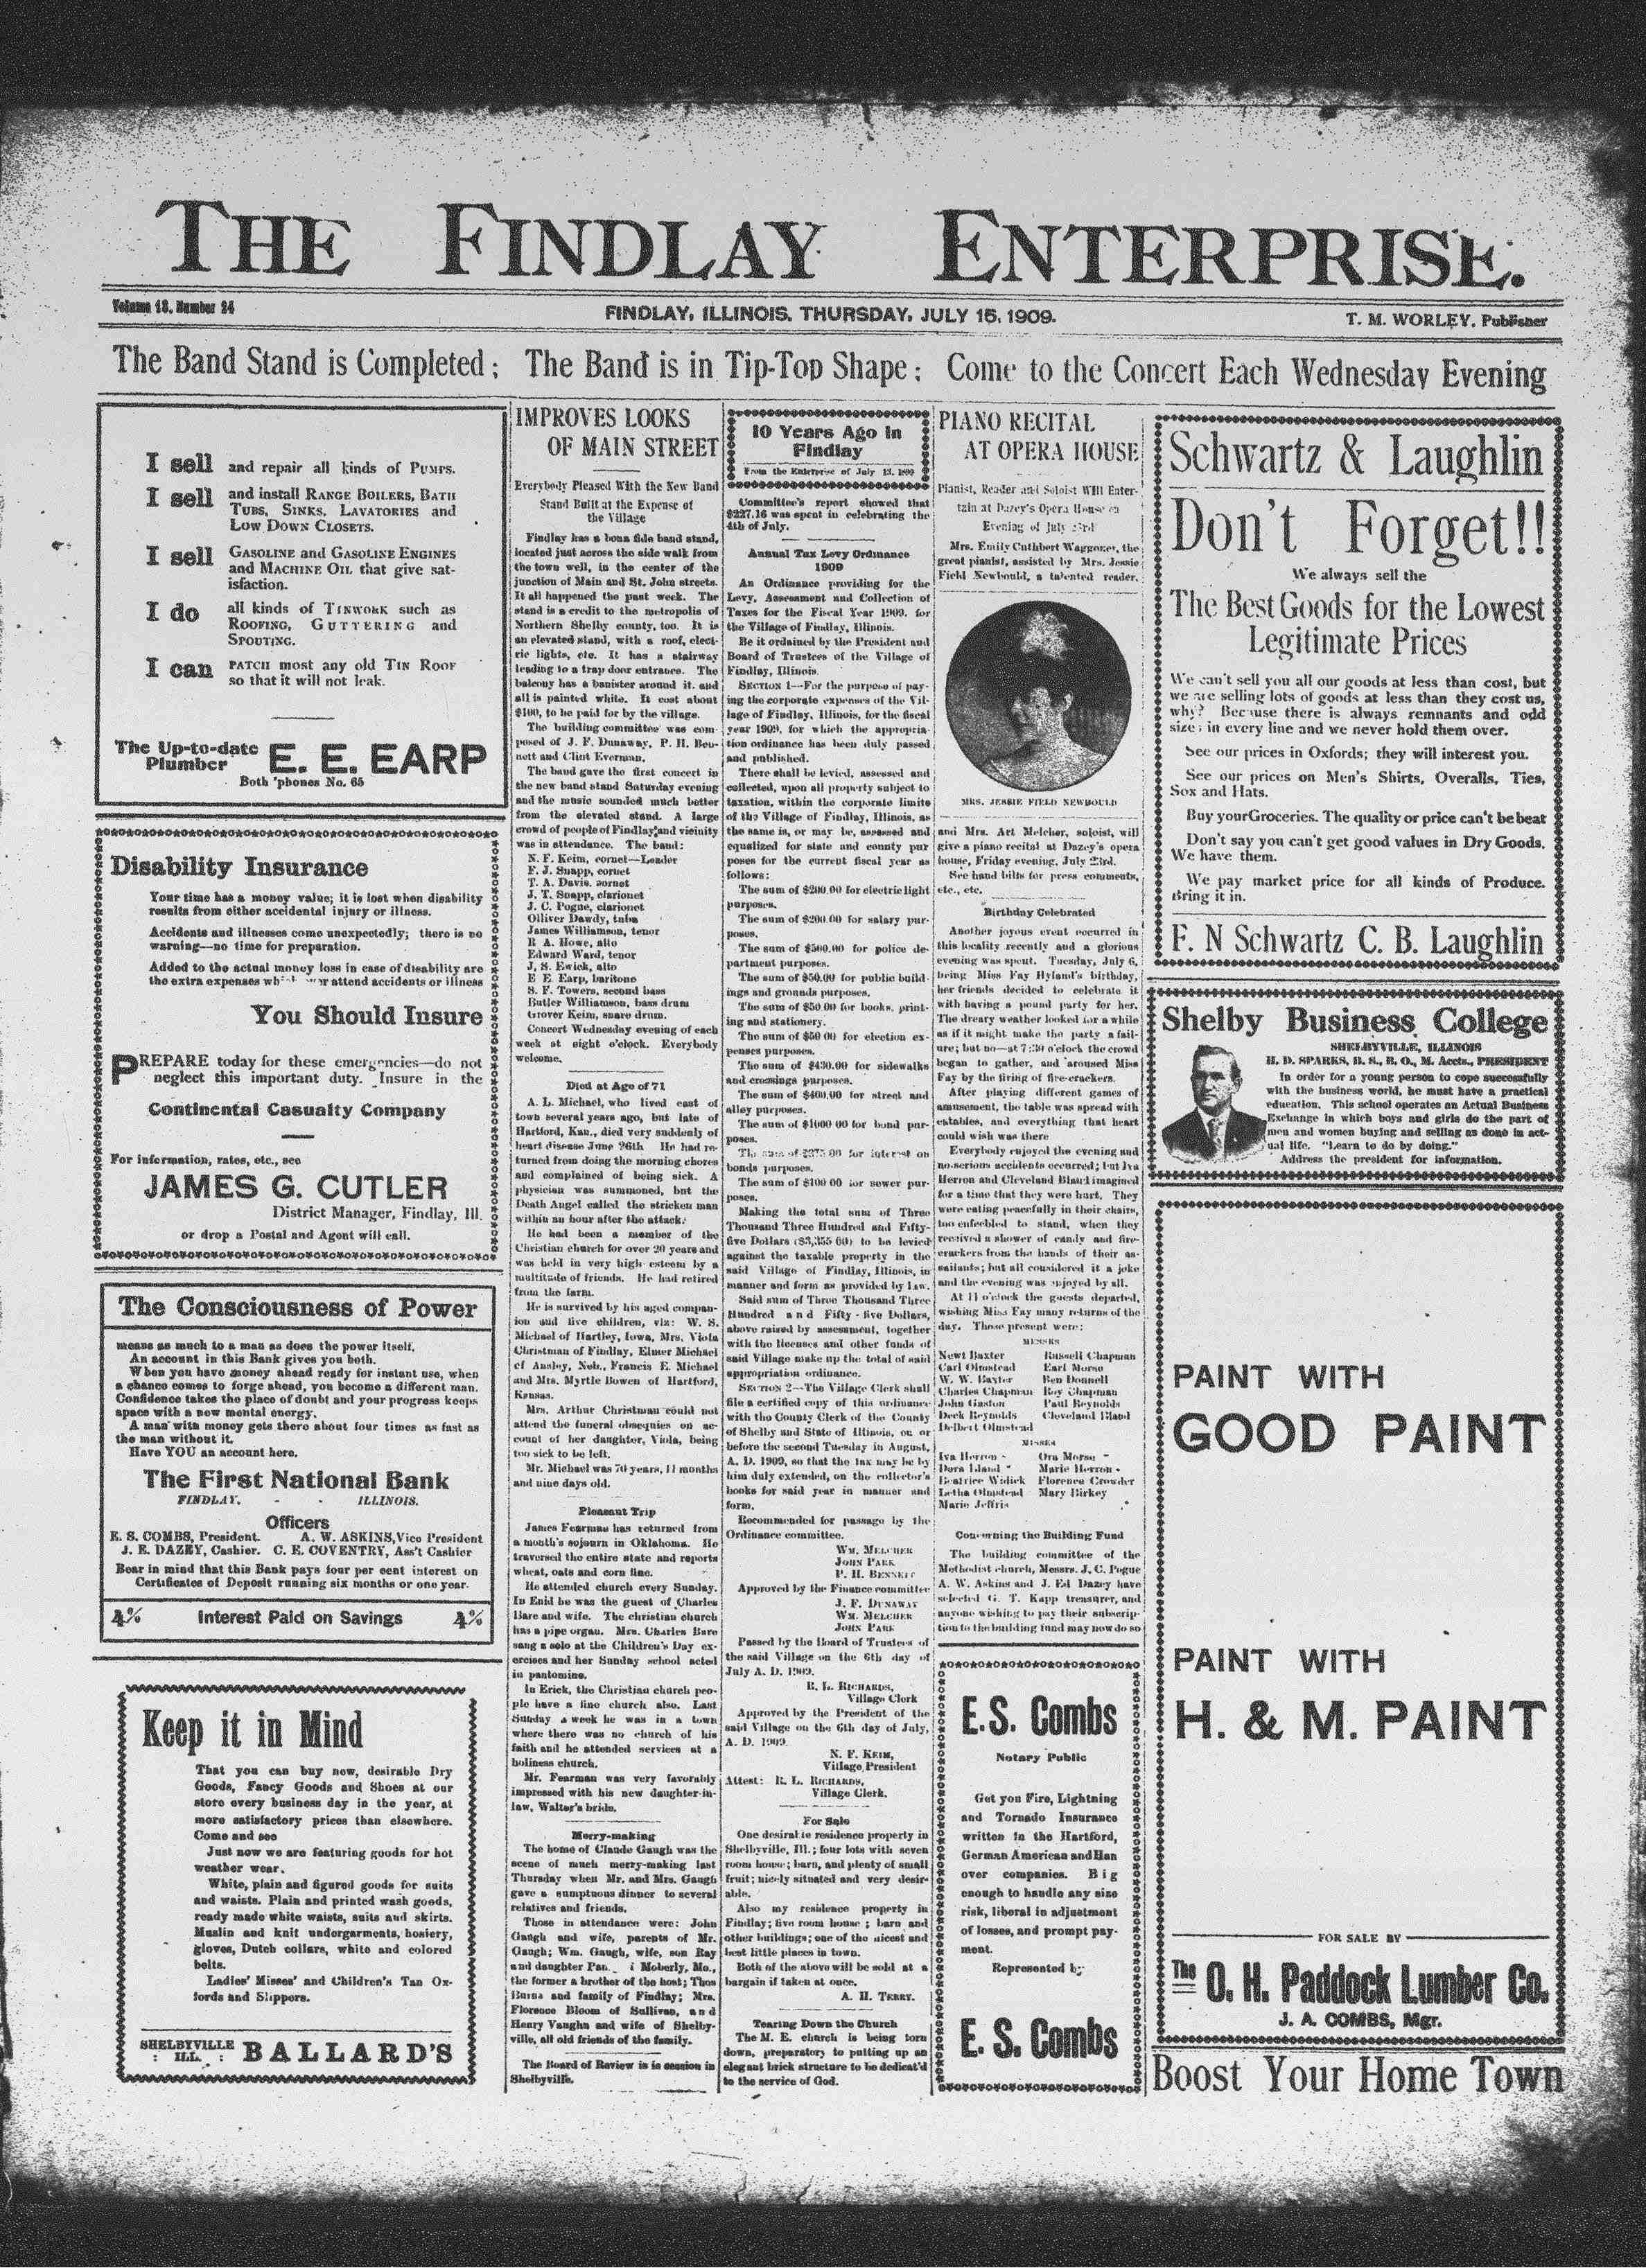 THE FINDLAY ENTERPRISE.
Volume 18. Number 24
FINDLAY, ILLINOIS, THURSDAY, JULY 15, 1909.
T. M. WORLEY, Publisher
The Band Stand is Completed; The Band is in Tip-Top Shape; Come to the Concert Each Wednesday Evening
I sell and repair all kinds of PUMPS.
I sell and install RANGE BOILERS, BATH
TUBS, SINKS, LAVATORIES and
LOW DOWN CLOSETS.
I sell GASOLINE and GASOLINE ENGINES
and MACHINE OIL that give sat-
isfaction.
I do all kinds of TINWORK such as
ROOFING, GUTTERING and
SPOUTING.
I can PATCH most any old TIN ROOF
so that it will not leak.
The Up-to-date
Plumber E. E. EARP
Both 'phones No. 65
Disability Insurance
Your time has a money value; it is lost when disability
results from either accidental injury or illness.
Accidents and illnesses come unexpectedly; there is no
warning—no time for preparation.
Added to the actual money loss in case of disability are
the extra expenses attend accidents or illness
You Should Insure
PREPARE today for these emergencies—do not
neglect this important duty. Insure in the
Continental Casualty Company
For information, rates, etc., see
JAMES G. CUTLER
District Manager, Findlay, Ill.
or drop a Postal and Agent will call.
The Consciousness of Power
means as much to a man as does the power itself.
An account in this Bank gives you both.
When you have money ahead ready for instant use, when
a chance comes to forge ahead, you become a different man.
Confidence takes the place of doubt and your progress keeps
apace with a new mental energy.
A man with money gets there about four times as fast as
the man without it.
Have YOU an account here.
The First National Bank
FINDLAY, - - ILLINOIS.
Officers
E. S. COMBS, President. A. W. ASKINS, Vice President
J. E. DAZEY, Cashier. C. E. COVENTRY, Ass't Cashier
Bear in mind that this Bank pays four per cent interest on
Certificates of Deposit running six months or one year.
4% Interest Paid on Savings 4%
Keep it in Mind
That you can buy new, desirable Dry
Goods, Fancy Goods and Shoes at our
store every business day in the year, at
more satisfactory prices than elsewhere.
Come and see
Just now we are featuring goods for hot
weather wear.
White, plain and figured goods for suits
and waists. Plain and printed wash goods,
ready made white waists, suits and skirts.
Muslin and knit undergarments, hosiery,
gloves, Dutch collars, white and colored
belts.
Ladies' Misses' and Children's Tan Ox-
fords and Slippers.
SHELBYVILLE
: ILL. : BALLARD'S
IMPROVES LOOKS
OF MAIN STREET
Everybody Pleased With the New Band
Stand Built at the Expense of
the Village
Findlay has a bona fide band stand,
located just across the side walk from
the town well, in the center of the
junction of Main and St. John streets.
It all happened the past week. The
stand is a credit to the metropolis of
Northern Shelby county, too. It is
an elevated stand, with a roof, elect-
ric lights, etc. It has a stairway
leading to a trap door entrance. The
balcony has a banister around it, and
all is painted white. It cost about
$100, to be paid for by the village.
The building committee was com-
posed of J. F. Dunaway, P. H. Ben-
nett and Clint Everman.
The band gave the first concert in
the new band stand Saturday evening
and the music sounded much better
from the elevated stand. A large
crowd of people of Findlay and vicinity
was in attendance. The band:
N. F. Keim, cornet—Leader
F. J. Snapp, cornet
T. A. Davis, cornet
J. T. Snapp, clarionet
J. C. Pogue, clarionet
Olliver Dawdy, tuba
James Williamson, tenor
R A. Howe, alto
Edward Ward, tenor
J. S. Ewick, alto
E E. Earp, baritone
S. F. Towers, second bass
Butler Williamson, bass drum
Grover Keim, snare drum.
Concert Wednesday evening of each
week at eight o'clock. Everybody
welcome.
Died at Age of 71
A. L. Michael, who lived east of
town several years ago, but late of
Hartford, Kan., died very suddenly of
heart disease June 26th. He had re-
turned from doing the morning chores
and complained of being sick. A
physician was summoned, but the
Death Angel called the stricken man
within an hour after the attack.
He had been a member of the
Christian church for over 20 years and
was held in very high esteem by a
multitude of friends. He had retired
from the farm.
He is survived by his aged compan-
ion and five children, viz: W. S.
Michael of Hartley, Iowa, Mrs. Viola
Christman of Findlay, Elmer Michael
of Ansley, Neb., Francis E. Michael
and Mrs. Myrtle Bowen of Hartford,
Kansas.
Mrs. Arthur Christman could not
attend the funeral obsequies on ac-
count of her daughter, Viola, being
too sick to be left.
Mr. Michael was 70 years, 11 months
and nine days old.
Pleasant Trip
James Fearman has returned from
a month's sojourn in Oklahoma. He
traversed the entire state and reports
wheat, oats and corn fine.
He attended church every Sunday.
In Enid he was the guest of Charles
Bare and wife. The christian church
has a pipe organ. Mrs. Charles Bare
sang a solo at the Children's Day ex-
ercises and her Sunday school acted
in pantomine.
In Erick, the Christian church peo-
ple have a fine church also. Last
Sunday a week he was in a town
where there was no church of his
faith and he attended services at a
holiness church.
Mr. Fearman was very favorably
impressed with his new daughter-in-
law, Walter's bride.
Merry-making
The home of Claude Gaugh was the
scene of much merry-making last
Thursday when Mr. and Mrs. Gaugh
gave a sumptuous dinner to several
relatives and friends.
Those in attendance were: John
Gaugh and wife, parents of Mr.
Gaugh; Wm. Gaugh, wife, son Ray
and daughter Moberly, Mo.,
the former a brother of the host; Thos
Burns and family of Findlay; Mrs.
Florence Bloom of Sullivan, and
Henry Vaughn and wife of Shelby-
ville, all old friends of the family.
The Board of Review is in session in
Shelbyville.
10 Years Ago in
Findlay
From the Enterprise of July 13, 1899
Committee's report showed that
$227.16 was spent in celebrating the
4th of July.
Annual Tax Levy Ordinance
1909
An Ordinance providing for the
Levy, Assessment and Collection of
Taxes for the Fiscal Year 1909, for
the Village of Findlay, Illinois.
Be it ordained by the President and
Board of Trustees of the Village of
Findlay, Illinois.
SECTION 1—For the purpose of pay-
ing the corporate expenses of the Vil-
lage of Findlay, Illinois, for the fiscal
year 1909, for which the appropria-
tion ordinance has been duly passed
and published.
There shall be levied, assessed and
collected, upon all property subject to
taxation, within the corporate limits
of the Village of Findlay, Illinois, as
the same is, or may be, assessed and
equalized for state and county pur
poses for the current fiscal year as
follows:
The sum of $200.00 for electric light
purposes.
The sum of $200.00 for salary pur-
poses.
The sum of $500.00 for police de-
partment purposes.
The sum of $50.00 for public build-
ings and grounds purposes.
The sum of $50.00 for books, print-
ing and stationery.
The sum of $50 00 for election ex-
penses purposes.
The sum of $430.00 for sidewalks
and crossings purposes.
The sum of $400.00 for street and
alley purposes.
The sum of $1000 00 for bond pur-
poses.
The sum of $375 00 for interest on
bonds purposes.
The sum of $100 00 for sewer pur-
poses.
Making the total sum of Three
Thousand Three Hundred and Fifty-
five Dollars ($3,355 00) to be levied
against the taxable property in the
said Village of Findlay, Illinois, in
manner and form as provided by law.
Said sum of Three Thousand Three
Hundred and Fifty-five Dollars,
above raised by assessment, together
with the licenses and other funds of
said Village make up the total of said
appropriation ordinance.
SECTION 2—The Village Clerk shall
file a certified copy of this ordinance
with the County Clerk of the County
of Shelby and State of Illinois, on or
before the second Tuesday in August,
A. D. 1909, so that the tax may be by
him duly extended, on the collector's
books for said year in manner and
form.
Recommended for passage by the
Ordinance committee.
WM. MELCHER
JOHN PARK
P. H. BENNETT
Approved by the Finance committee
J. F. DUNAWAY
WM. MELCHER
JOHN PARK
Passed by the Board of Trustees of
the said Village on the 6th day of
July A. D. 1909.
R. L. RICHARDS,
Village Clerk
Approved by the President of the
said Village on the 6th day of July,
A. D. 1909.
N. F. KEIM,
Village President
Attest: R. L. RICHARDS,
Village Clerk.
For Sale
One desirable residence property in
Shelbyville, Ill.; four lots with seven
room house; barn, and plenty of small
fruit; nicely situated and very desir-
able.
Also my residence property in
Findlay; five room house; barn and
other buildings; one of the nicest and
best little places in town.
Both of the above will be sold at a
bargain if taken at once.
A. H. TERRY.
Tearing Down the Church
The M. E. church is being torn
down, preparatory to putting up an
elegant brick structure to be dedicat'd
to the service of God.
PIANO RECITAL
AT OPERA HOUSE
Pianist, Reader and Soloist Will Enter-
tain at Dazey's Opera House on
Evening of July 23rd
Mrs. Emily Cuthbert Waggoner, the
great pianist, assisted by Mrs. Jessie
Field Newbould, a talented reader,
MRS. JESSIE FIELD NEWBOULD
and Mrs. Art Melcher, soloist, will
give a piano recital at Dazey's opera
house, Friday evening, July 23rd.
See hand bills for press comments,
etc., etc.
Birthday Celebrated
Another joyous event occurred in
this locality recently and a glorious
evening was spent. Tuesday, July 6,
being Miss Fay Hyland's birthday,
her friends decided to celebrate it
with having a pound party for her.
The dreary weather looked for a while
as if it might make the party a fail-
ure; but no—at 7:30 o'clock the crowd
began to gather, and aroused Miss
Fay by the firing of fire-crackers.
After playing different games of
amusement, the table was spread with
eatables, and everything that heart
could wish was there
Everybody enjoyed the evening and
no serious accidents occurred; but Iva
Herron and Cleveland Bland imagined
for a time that they were hurt. They
were eating peacefully in their chairs,
too enfeebled to stand, when they
received a shower of candy and fire-
crackers from the hands of their as-
sailants; but all considered it a joke
and the evening was enjoyed by all.
At 11 o'clock the guests departed,
wishing Miss Fay many returns of the
day. Those present were:
MESSRS
Newt Baxter Russell Chapman
Carl Olmstead Earl Morse
W. W. Baxter Ben Donnell
Charles Chapman Roy Chapman
John Gaston Paul Reynolds
Deck Reynolds Cleveland Bland
Delbert Olmstead
MISSES
Iva Herron Ora Morse
Dora Marie Herron
Beatrice Widick Florence Crowder
Letha Olmstead Mary Birkey
Marie Jeffris
Concerning the Building Fund
The building committee of the
Methodist church, Messrs. J. C. Pogue
A. W. Askins and J. Ed Dazey have
selected G. T. Kapp treasurer, and
anyone wishing to pay their subscrip-
tion to the building fund may now do so
E. S. Combs
Notary Public
Get you Fire, Lightning
and Tornado Insurance
written in the Hartford,
German American and Han
over companies. Big
enough to handle any size
risk, liberal in adjustment
of losses, and prompt pay-
ment.
Represented by
E. S. Combs
Schwartz & Laughlin
Don't Forget!!
We always sell the
The Best Goods for the Lowest
Legitimate Prices
We can't sell you all our goods at less than cost, but
we are selling lots of goods at less than they cost us,
why? Because there is always remnants and odd
sizes in every line and we never hold them over.
See our prices in Oxfords; they will interest you.
See our prices on Men's Shirts, Overalls, Ties,
Sox and Hats.
Buy your Groceries. The quality or price can't be beat
Don't say you can't get good values in Dry Goods.
We have them.
We pay market price for all kinds of Produce.
Bring it in.
F. N Schwartz C. B. Laughlin
Shelby Business College
SHELBYVILLE, ILLINOIS
H. D. SPARKS, B. S., B. O., M. Accts., PRESIDENT
In order for a young person to cope successfully
with the business world, he must have a practical
education. This school operates an Actual Business
Exchange in which boys and girls do the part of
men and women buying and selling as done in act-
ual life. "Learn to do by doing."
Address the president for information.
PAINT WITH
GOOD PAINT
PAINT WITH
H. & M. PAINT
FOR SALE BY
The O. H. Paddock Lumber Co.
J. A. COMBS, Mgr.
Boost Your Home Town